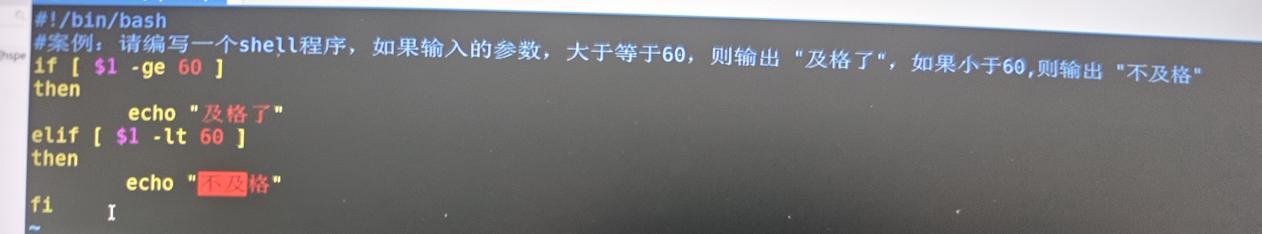 #!/bin/bash
#案例：请编写一个shell程序，如果输入的参数，大于等于60，则输出 "及格了"，如果小于60,则输出 "不及格"
if [ $1 -ge 60 ]
then
        echo "及格了"
elif [ $1 -lt 60 ]
then
        echo "不及格"
fi
~
hspe